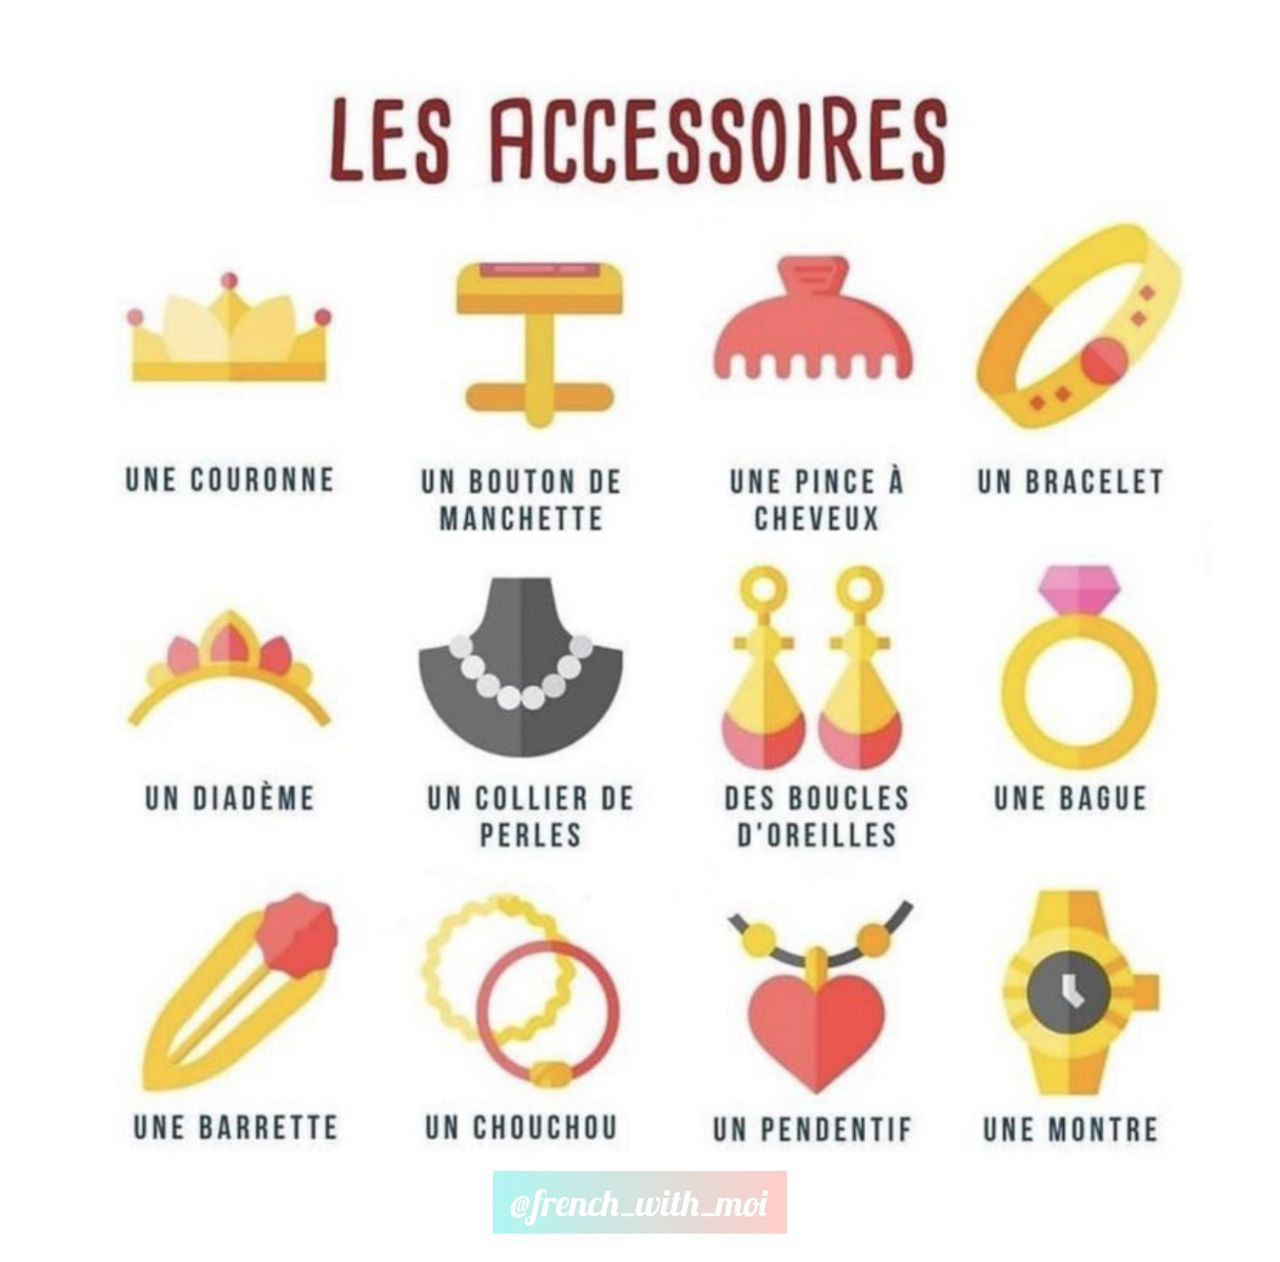 LES ACCESSOIRES
UNE COURONNE
UN BOUTON DE
MANCHETTE
UNE PINCE À
CHEVEUX
UN BRACELET
UN DIADÈME
UN COLLIER DE
PERLES
DES BOUCLES
D'OREILLES
UNE BAGUE
UNE BARRETTE
UN CHOUCHOU
UN PENDENTIF
UNE MONTRE
@french_with_moi